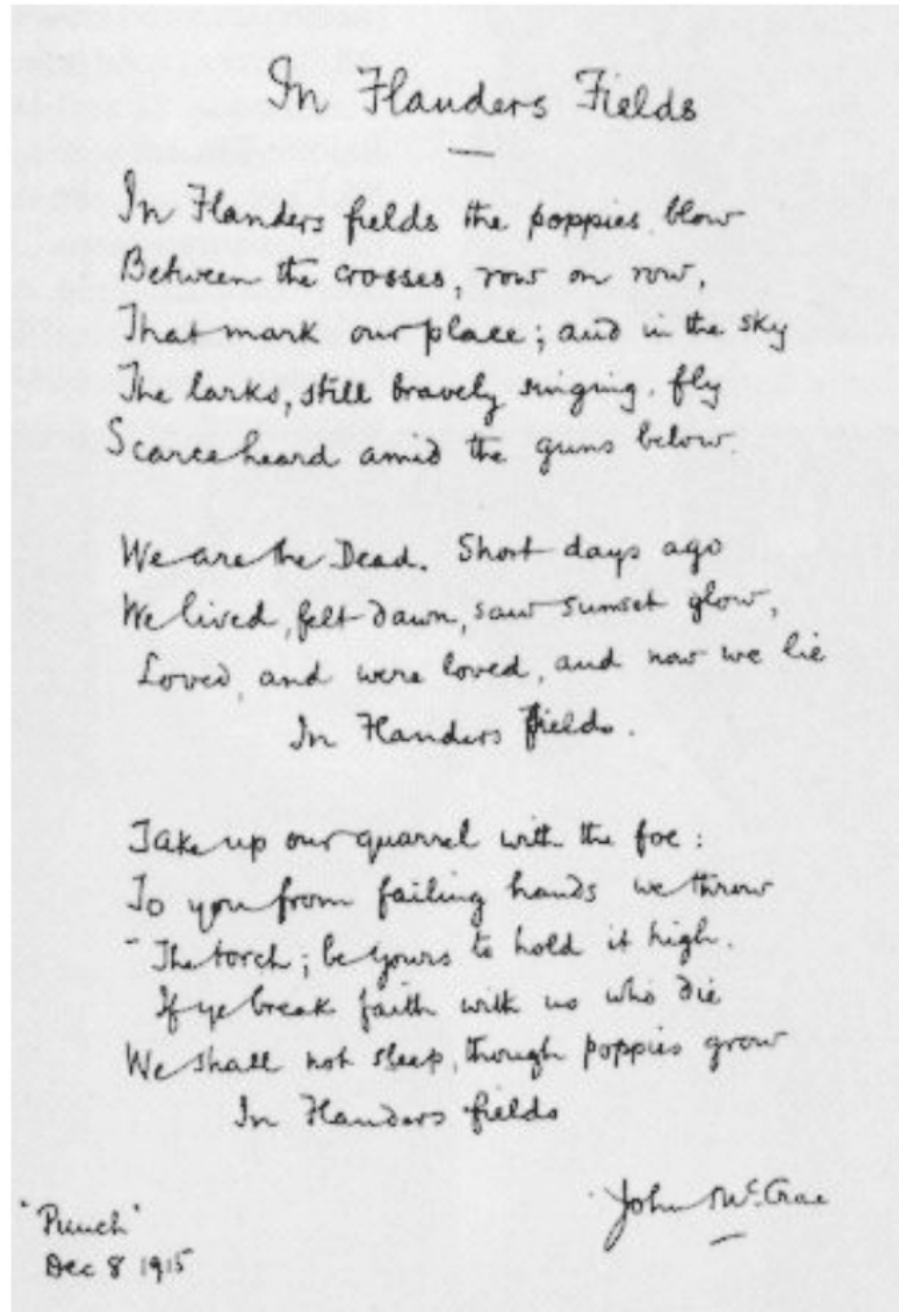 In Flanders Fields
In Flanders fields the poppies blow
Between the crosses, row on row,
That mark our place; and in the sky
The larks, still bravely singing, fly
Scarce heard amid the guns below.
We are the Dead. Short days ago
We lived, felt dawn, saw sunset glow,
Loved, and were loved, and now we lie
In Flanders fields.
Take up our quarrel with the foe:
To you from failing hands we throw
The torch; be yours to hold it high.
If ye break faith with us who die
We shall not sleep, though poppies grow
In Flanders fields
John McCrae
"Punch"
Dec 8 1915